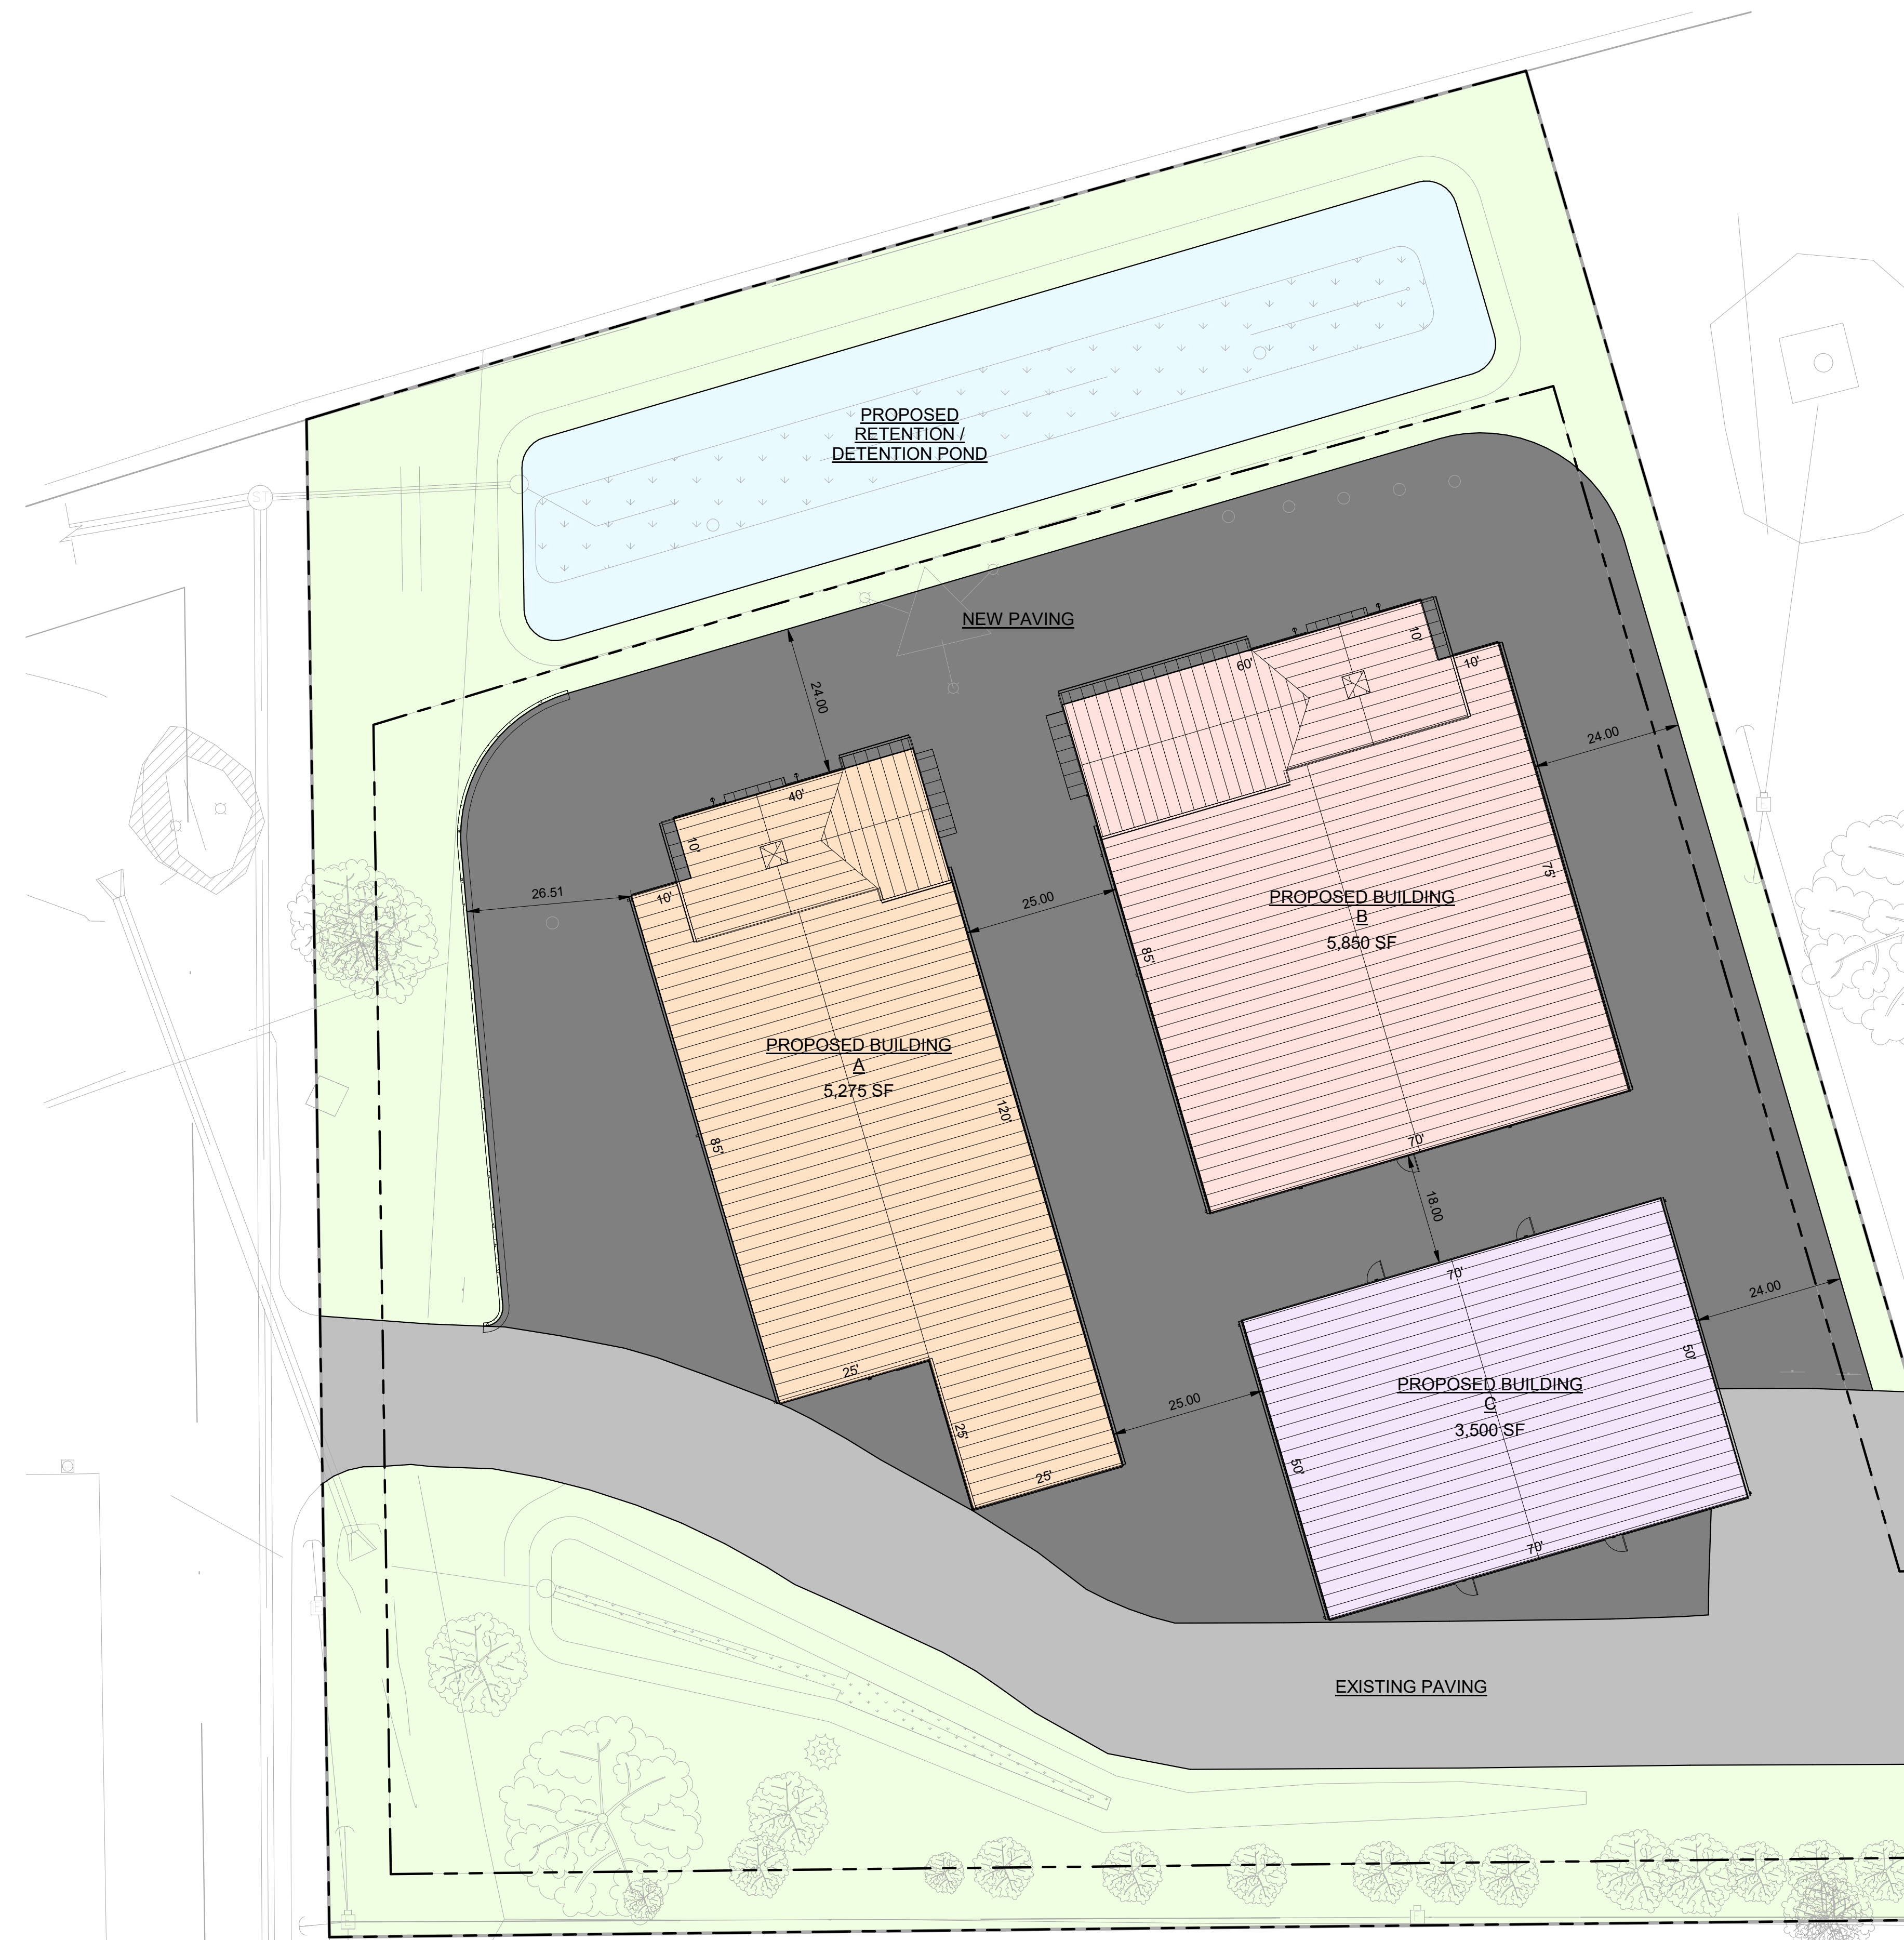 PROPOSED
RETENTION /
DETENTION POND
ST
NEW PAVING
24.00
60'
10'
10'
24.00
40'
10'
10'
26.51
25.00
PROPOSED BUILDING
B
5,850 SF
75'
85'
PROPOSED BUILDING
A
5,275 SF
120'
85'
70'
18.00
70'
24.00
25'
25'
25'
25.00
50'
PROPOSED BUILDING
C
3,500 SF
50'
70'
EXISTING PAVING